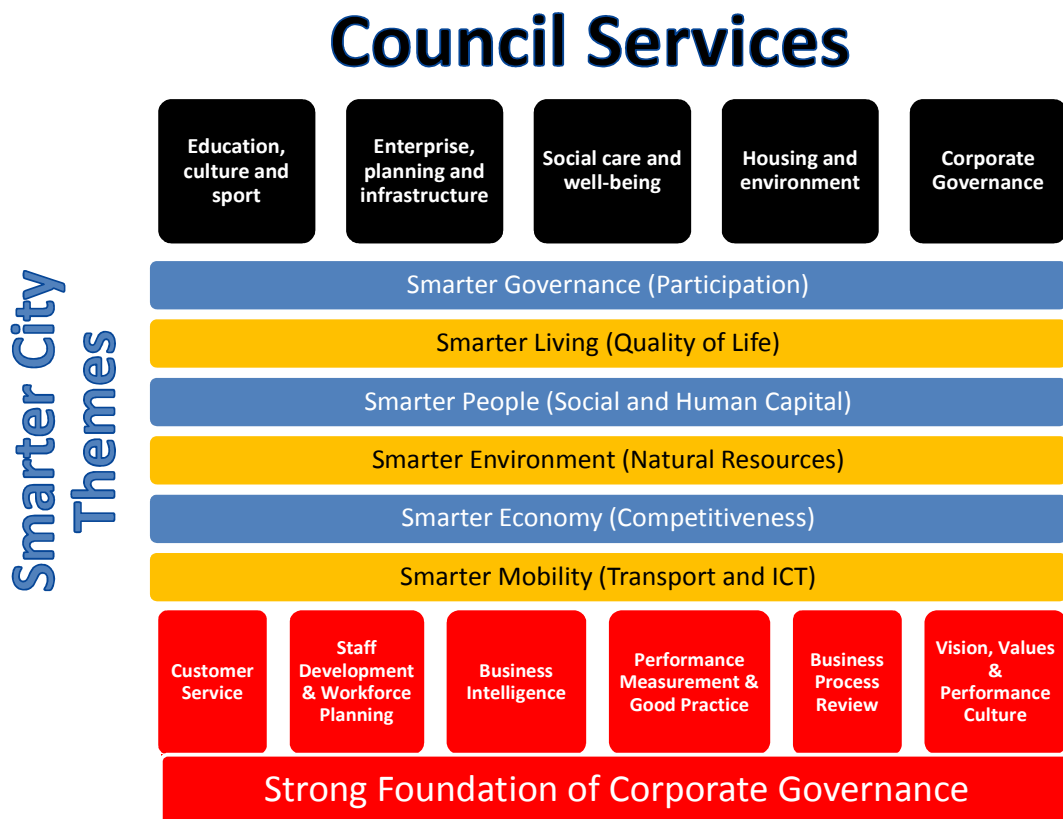 Council Services
Education,
culture and
sport
Enterprise,
planning and
infrastructure
Social care and
well-being
Housing and
environment
Corporate
Governance
Smarter City
Themes
Smarter Governance (Participation)
Smarter Living (Quality of Life)
Smarter People (Social and Human Capital)
Smarter Environment (Natural Resources)
Smarter Economy (Competitiveness)
Smarter Mobility (Transport and ICT)
Customer
Service
Staff
Development
& Workforce
Planning
Business
Intelligence
Performance
Measurement &
Good Practice
Business
Process
Review
Vision, Values
&
Performance
Culture
Strong Foundation of Corporate Governance